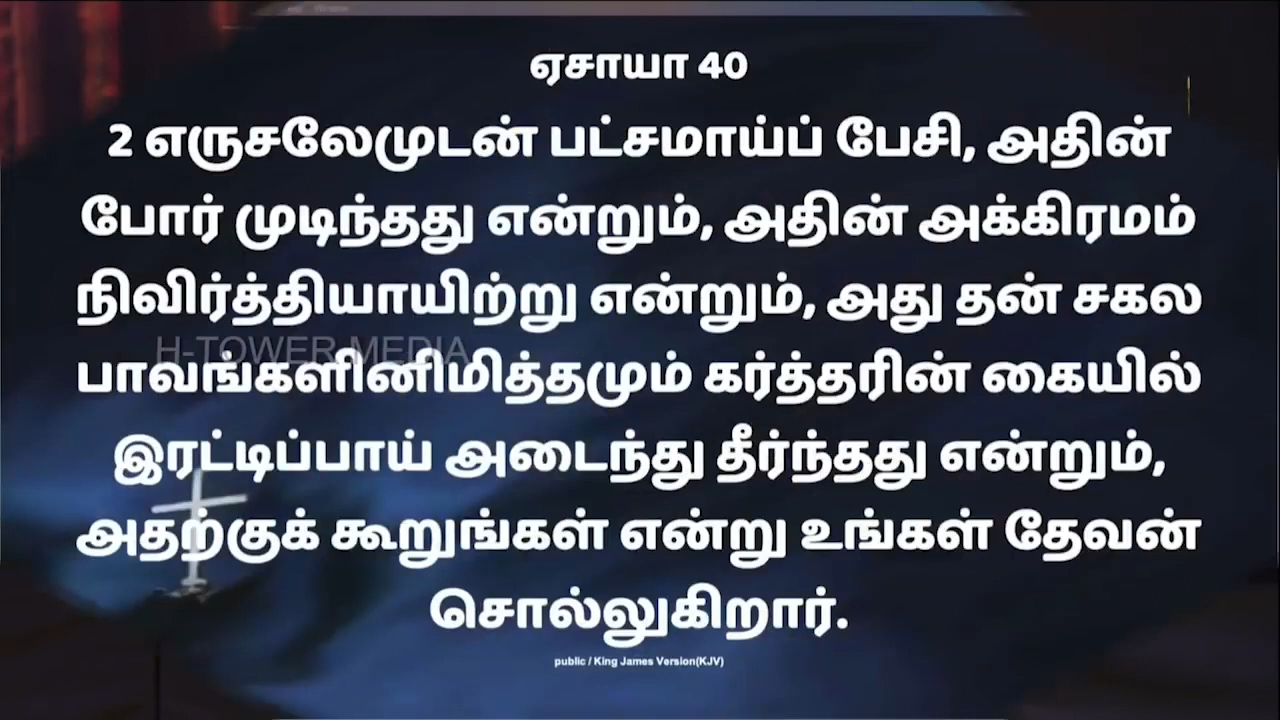 ஏசாயா 40
2 எருசலேமுடன் பட்சமாய்ப் பேசி, அதின்
போர் முடிந்தது என்றும், அதின் அக்கிரமம்
நிவிர்த்தியாயிற்று என்றும், அது தன் சகல
H-TOWER MEDIA
பாவங்களினிமித்தமும் கர்த்தரின் கையில்
இரட்டிப்பாய் அடைந்து தீர்ந்தது என்றும்,
அதற்குக் கூறுங்கள் என்று உங்கள் தேவன்
சொல்லுகிறார்.
public / King James Version(KJV)